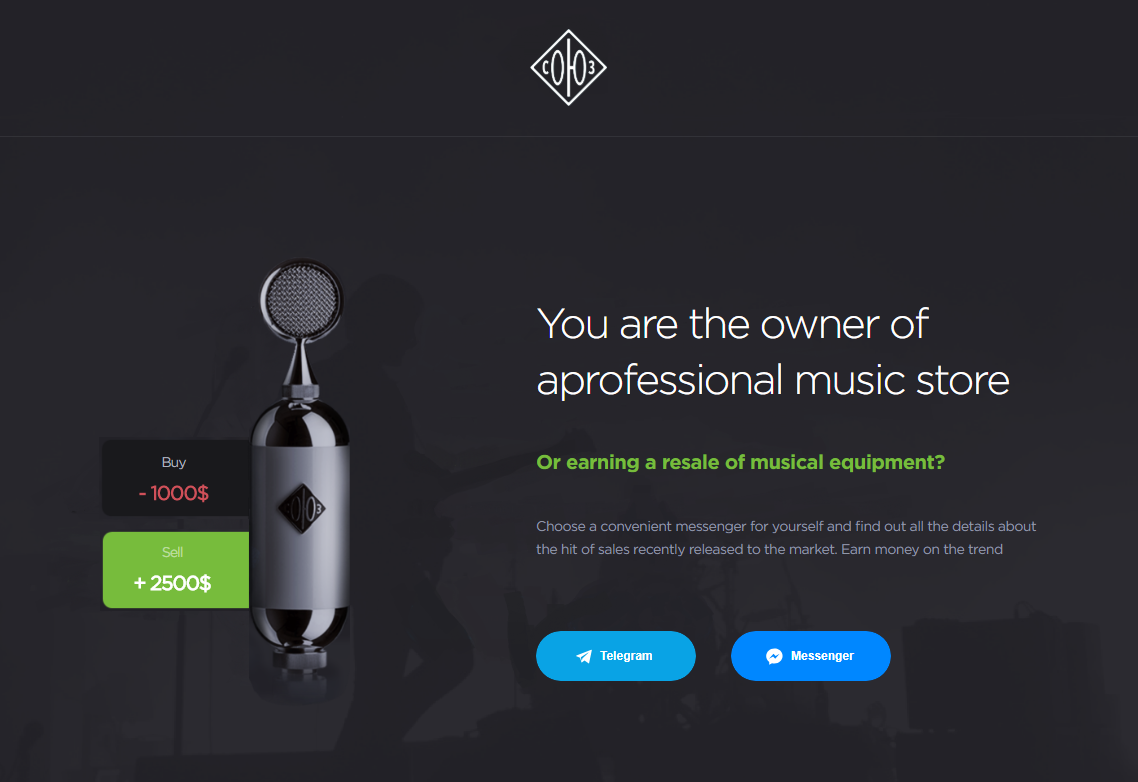 СОЮЗ
You are the owner of
aprofessional music store
Or earning a resale of musical equipment?
Choose a convenient messenger for yourself and find out all the details about
the hit of sales recently released to the market. Earn money on the trend
Buy
- 1000$
Sell
+ 2500$
СОЮЗ
Telegram
Messenger